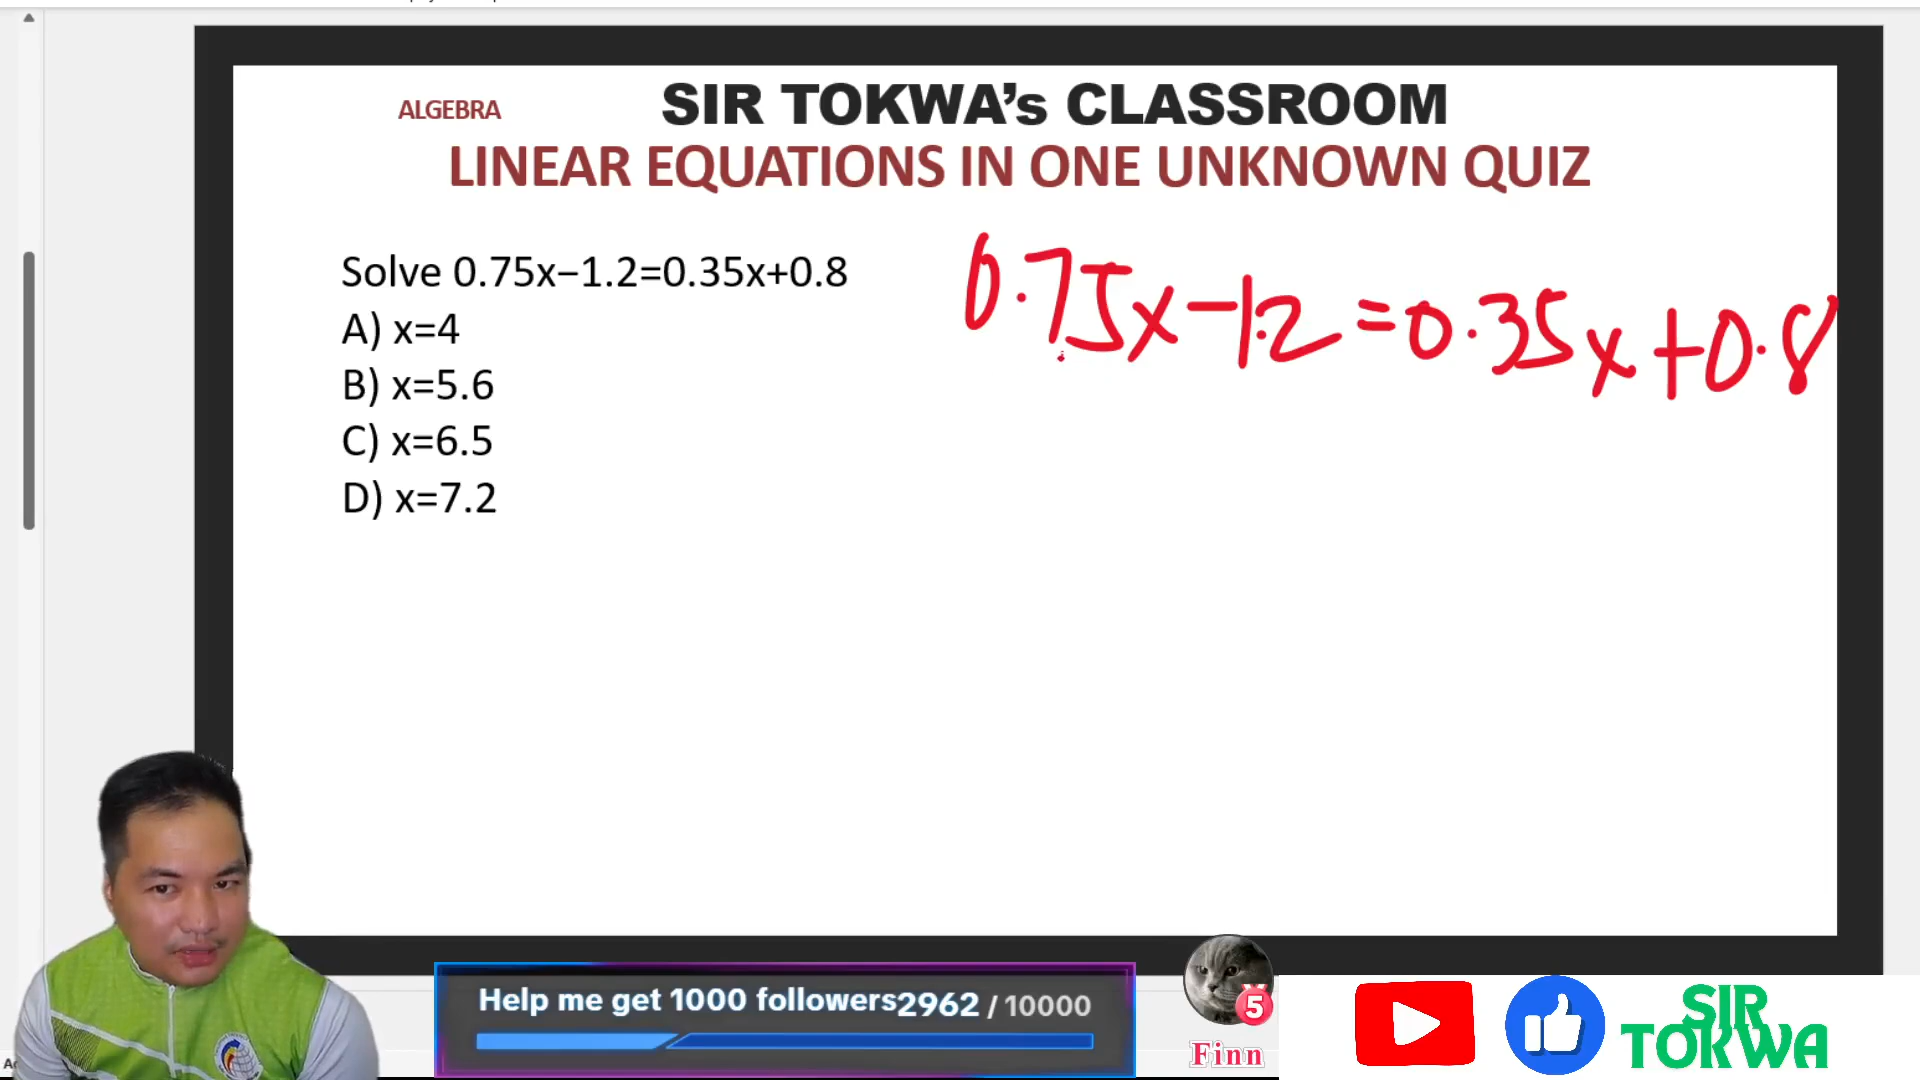 ALGEBRA
SIR TOKWA's CLASSROOM
LINEAR EQUATIONS IN ONE UNKNOWN QUIZ
Solve 0.75x−1.2=0.35x+0.8
A) x=4
B) x=5.6
C) x=6.5
D) x=7.2
0.75x-1.2=0.35x+0.8
Help me get 1000 followers 2962 / 10000
5
Finn
SIR
TOKWA